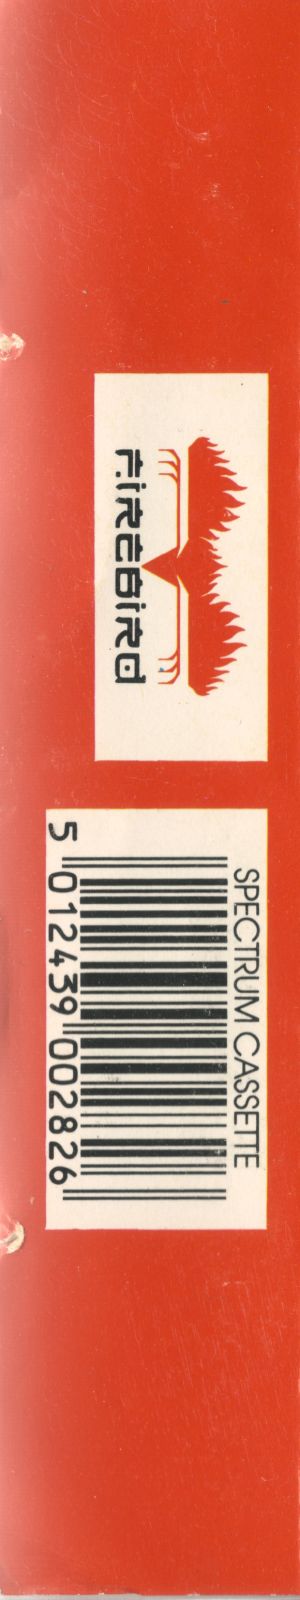 FIREBIRD
SPECTRUM CASSETTE
5 012439 002826